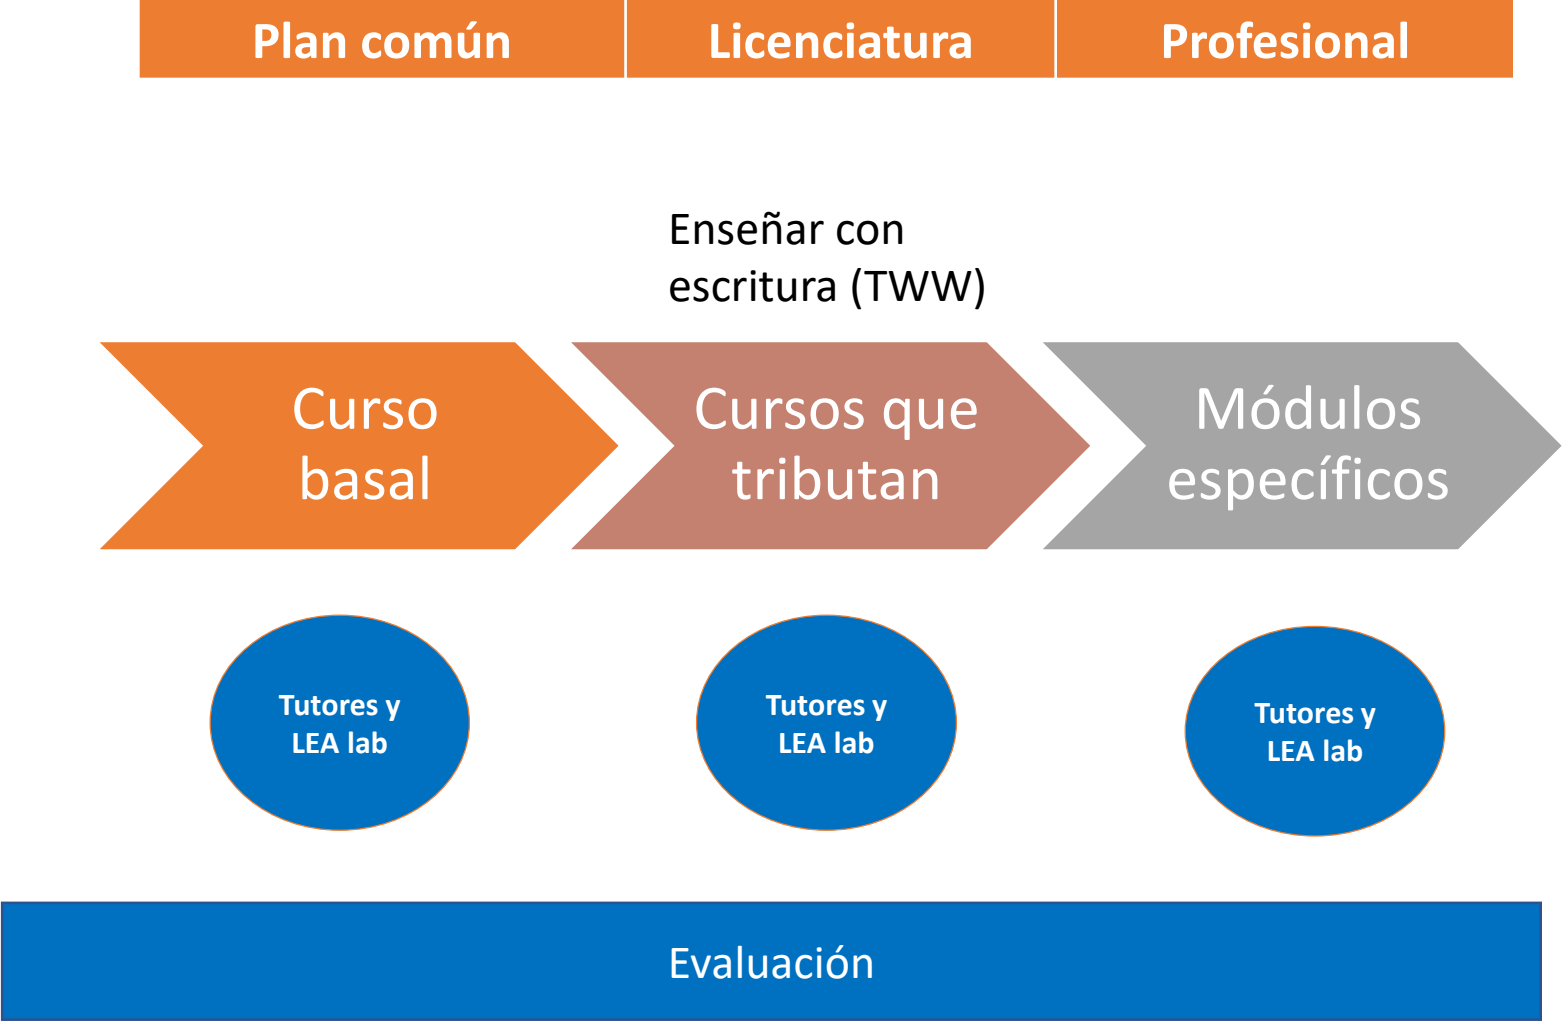 Plan común
Licenciatura
Profesional
Enseñar con
escritura (TWW)
Curso
basal
Cursos que
tributan
Módulos
específicos
Tutores y
LEA lab
Tutores y
LEA lab
Tutores y
LEA lab
Evaluación